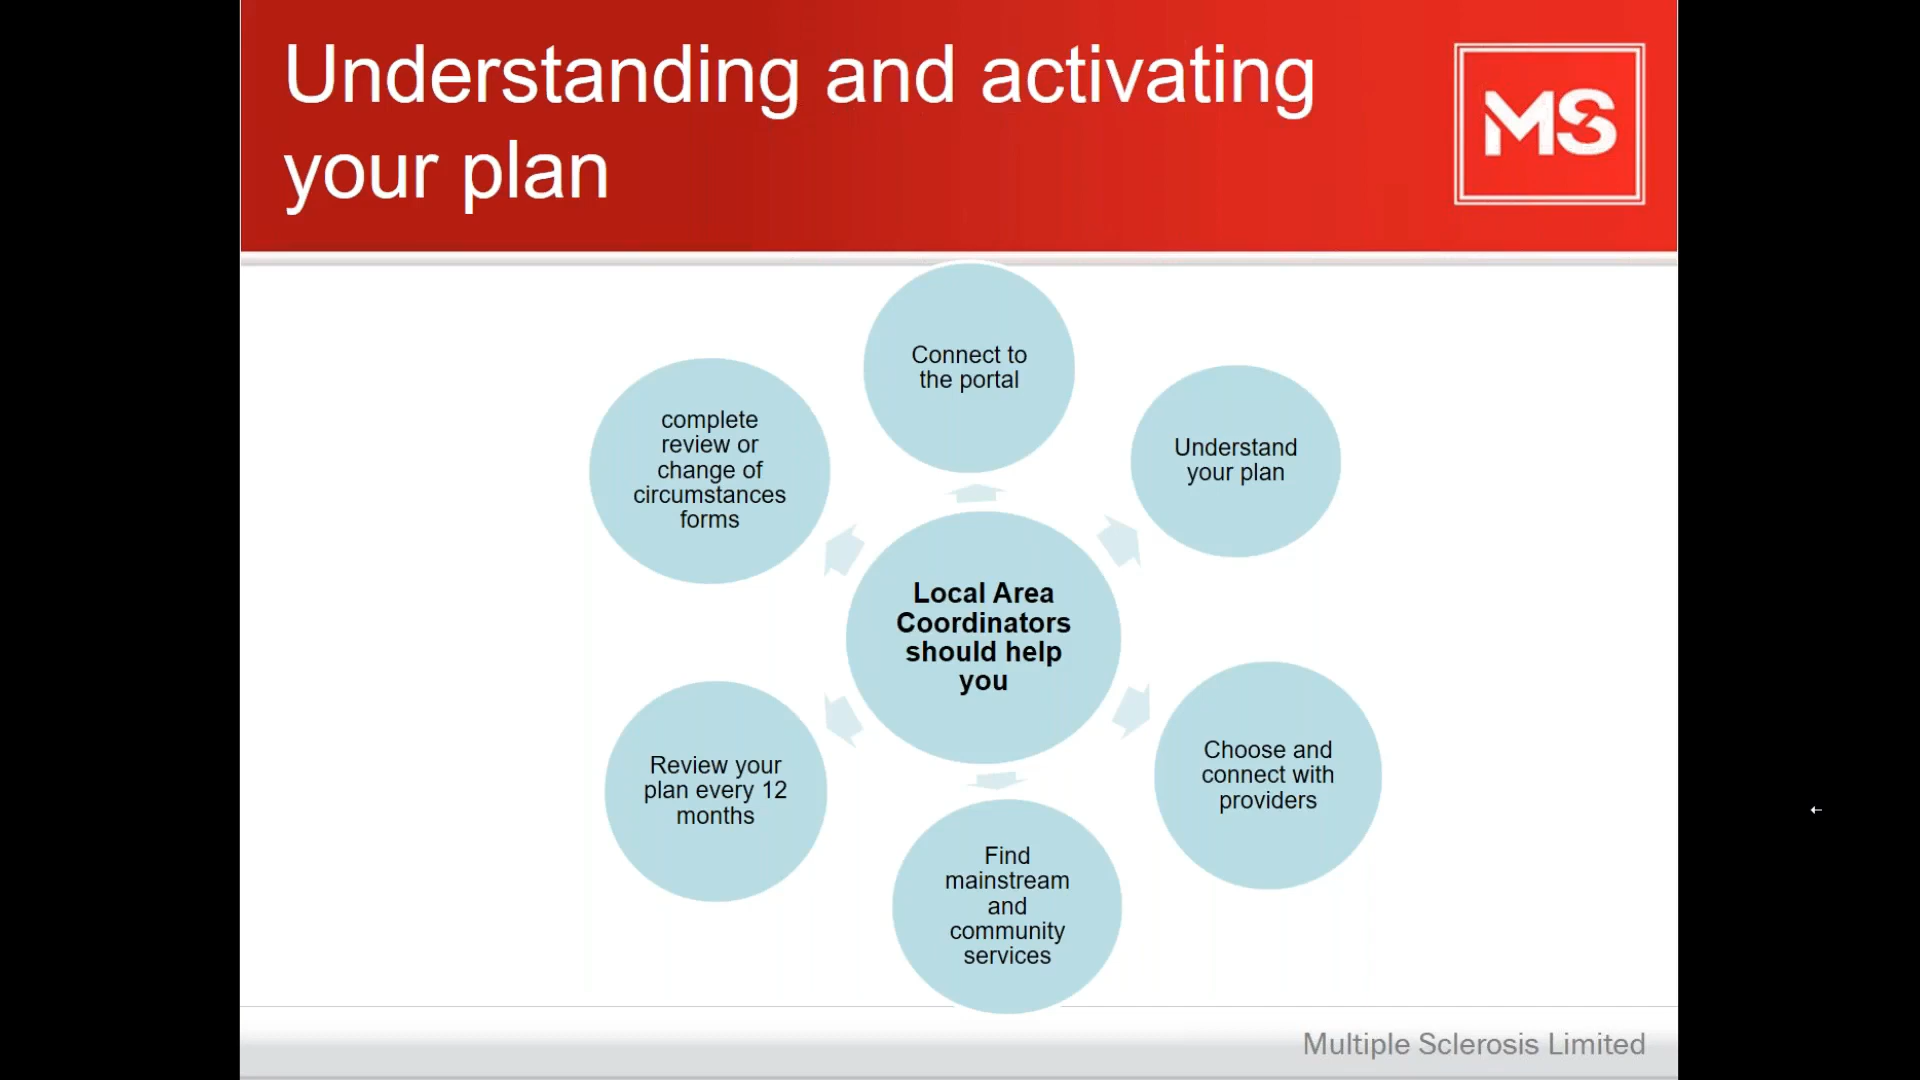 Understanding and activating
your plan
MS
Connect to
the portal
Understand
your plan
Choose and
connect with
providers
Find
mainstream
and
community
services
Review your
plan every 12
months
complete
review or
change of
circumstances
forms
Local Area
Coordinators
should help
you
Multiple Sclerosis Limited